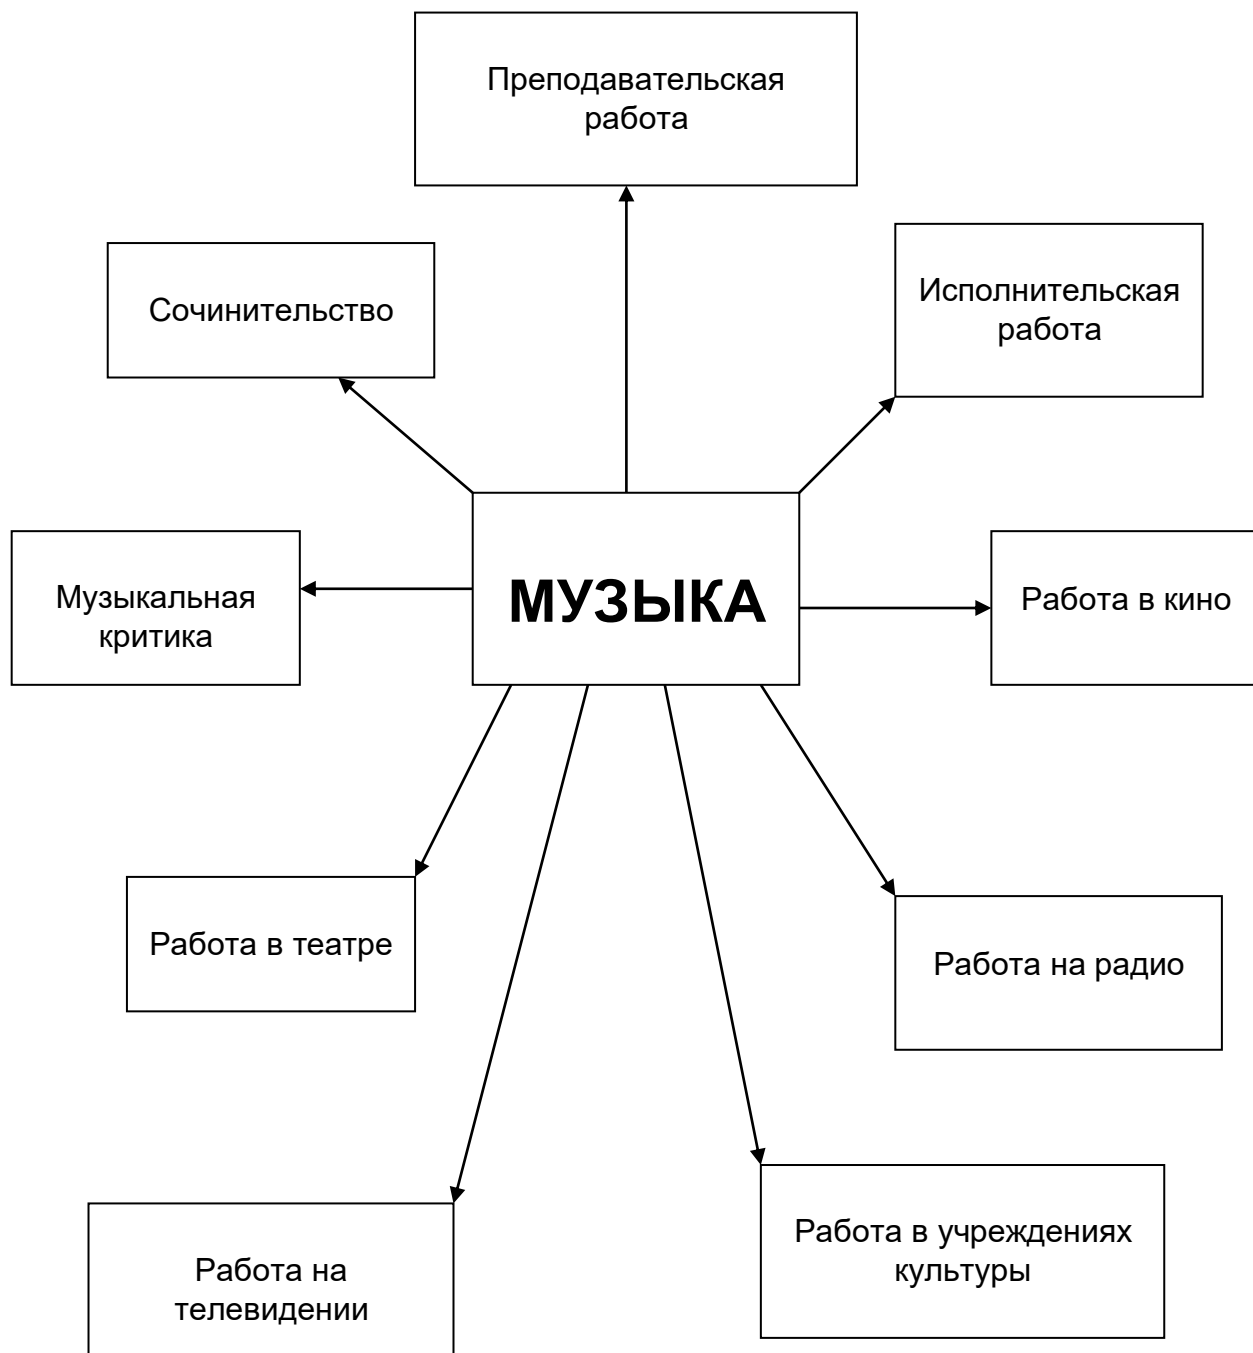 Преподавательская
работа
Сочинительство
Исполнительская
работа
Музыкальная
критика
МУЗЫКА
Работа в кино
Работа в театре
Работа на радио
Работа на
телевидении
Работа в учреждениях
культуры